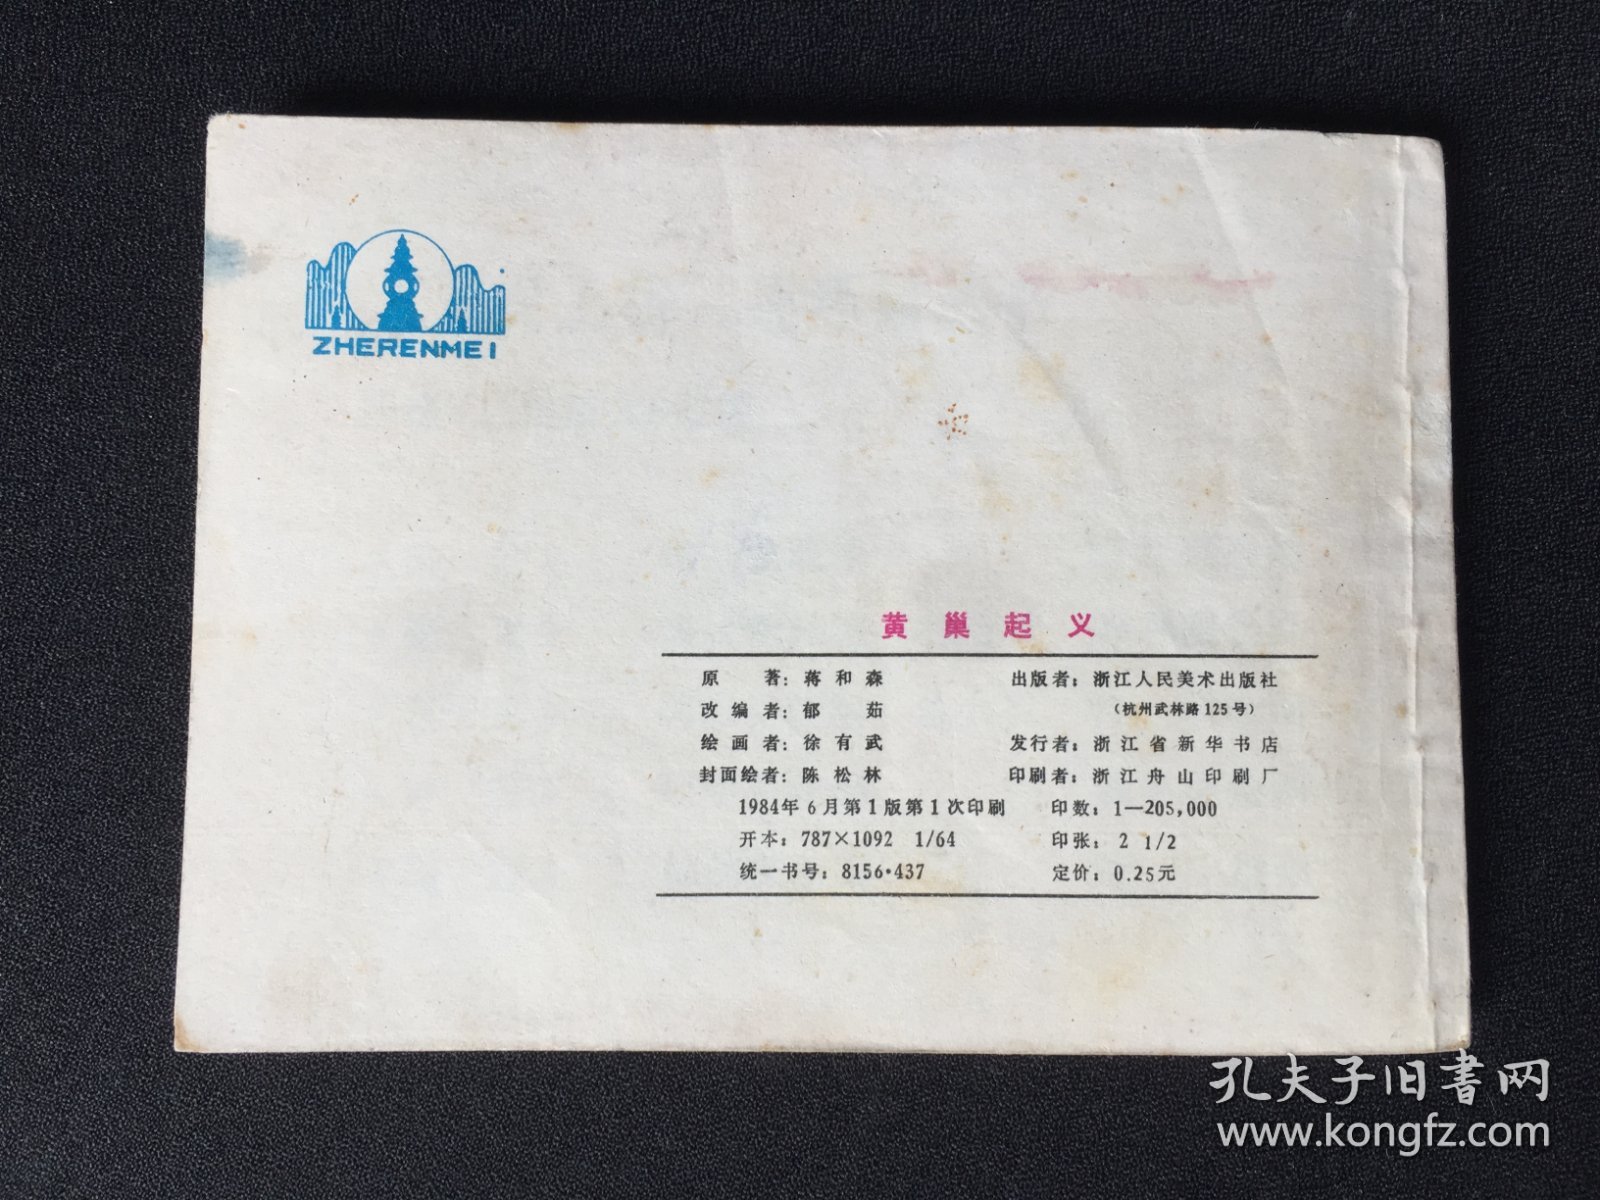 ZHERENMEI
黄巢起义
原著：蒋和森
出版者：浙江人民美术出版社
改编者：郁茹
（杭州武林路125号）
绘画者：徐有武
发行者：浙江省新华书店
封面绘者：陈松林
印刷者：浙江舟山印刷厂
1984年6月第1版第1次印刷
印数：1—205,000
开本：787×1092 1/64
印张：2 1/2
统一书号：8156·437
定价：0.25元
孔夫子旧書网
www.kongfz.com